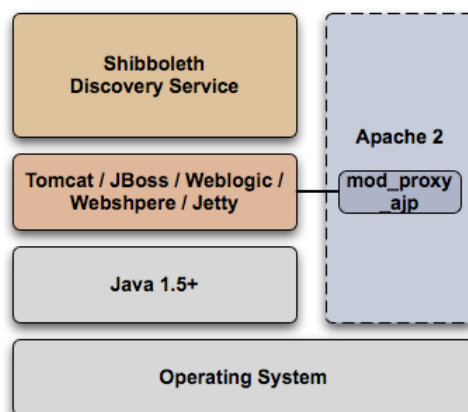 Shibboleth
Discovery Service
Apache 2
Tomcat / JBoss / Weblogic /
Webshpere / Jetty
mod_proxy
_ajp
Java 1.5+
Operating System